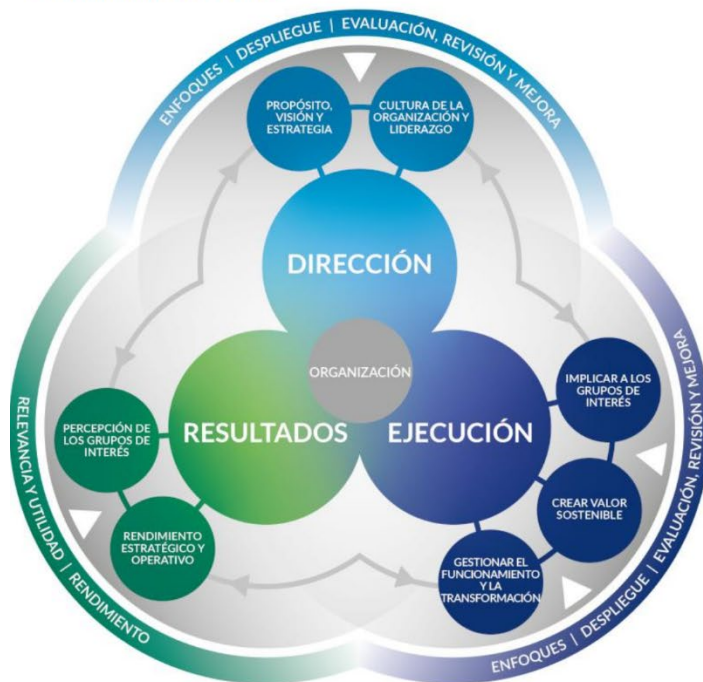 ENFOQUES | DESPLIEGUE | EVALUACIÓN, REVISIÓN Y MEJORA
PROPÓSITO,
VISIÓN Y
ESTRATEGIA
CULTURA DE LA
ORGANIZACIÓN Y
LIDERAZGO
DIRECCIÓN
ORGANIZACIÓN
RESULTADOS
EJECUCIÓN
PERCEPCIÓN DE
LOS GRUPOS DE
INTERÉS
RENDIMIENTO
ESTRATÉGICO Y
OPERATIVO
RELEVANCIA Y UTILIDAD | RENDIMIENTO
IMPLICAR A LOS
GRUPOS DE
INTERÉS
CREAR VALOR
SOSTENIBLE
GESTIONAR EL
FUNCIONAMIENTO
Y LA
TRANSFORMACIÓN
ENFOQUES | DESPLIEGUE | EVALUACIÓN, REVISIÓN Y MEJORA